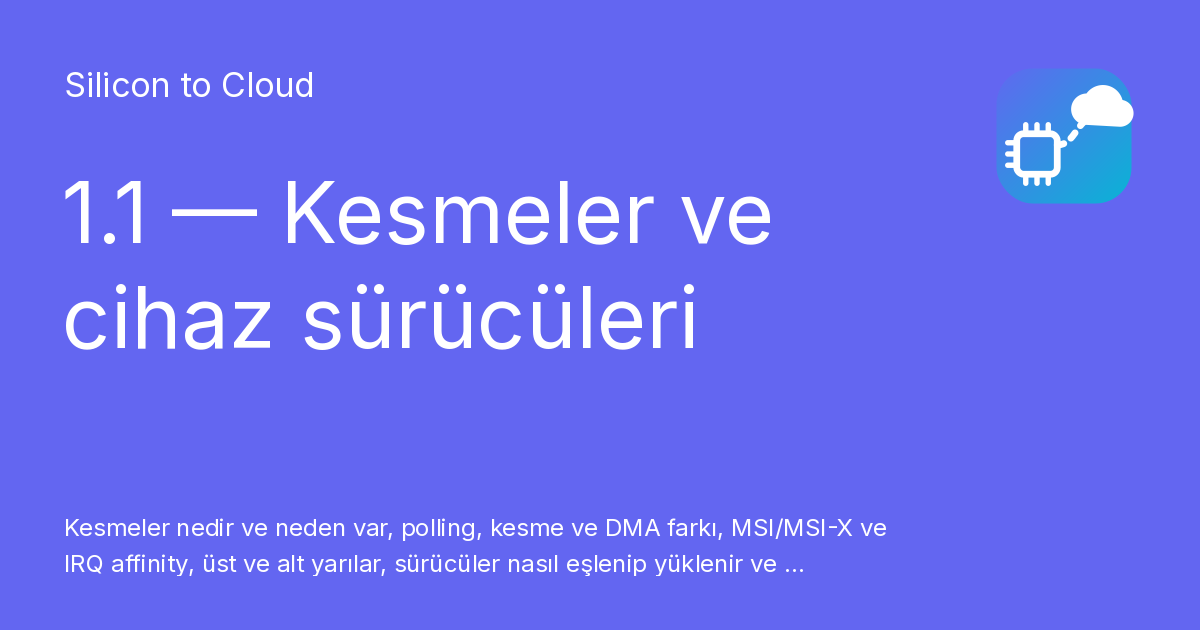 Silicon to Cloud
1.1 — Kesmeler ve
cihaz sürücüleri
Kesmeler nedir ve neden var, polling, kesme ve DMA farkı, MSI/MSI-X ve
IRQ affinity, üst ve alt yarılar, sürücüler nasıl eşlenip yüklenir ve ...